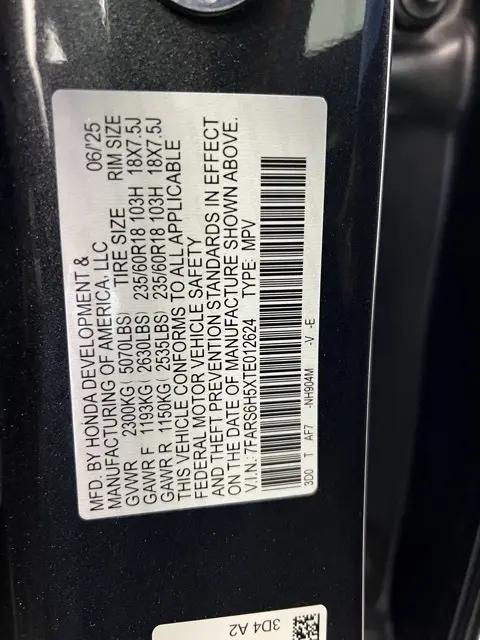 MFD. BY HONDA DEVELOPMENT & 06/'25
MANUFACTURING OF AMERICA, LLC
TIRE SIZE RIM SIZE
GVWR 2300KG 5070LBS
GAWR F 1193KG 2630LBS 235/60R18 103H 18X7.5J
GAWR R 1150KG 2535LBS 235/60R18 103H 18X7.5J
THIS VEHICLE CONFORMS TO ALL APPLICABLE
FEDERAL MOTOR VEHICLE SAFETY
AND THEFT PREVENTION STANDARDS IN EFFECT
ON THE DATE OF MANUFACTURE SHOWN ABOVE.
V.I.N.: 7FARS6H5XTE012624 TYPE: MPV
3D0 T AF7 -NH904M -V -E
3D4 A2